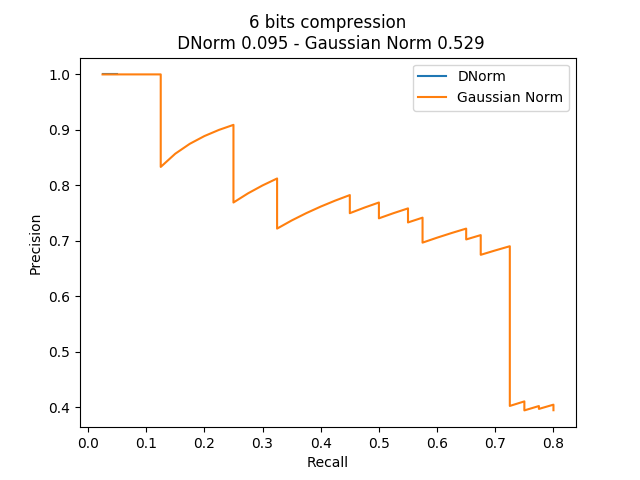 6 bits compression
DNorm 0.095 - Gaussian Norm 0.529
DNorm
Gaussian Norm
Precision
1.0
0.9
0.8
0.7
0.6
0.5
0.4
0.0 0.1 0.2 0.3 0.4 0.5 0.6 0.7 0.8
Recall